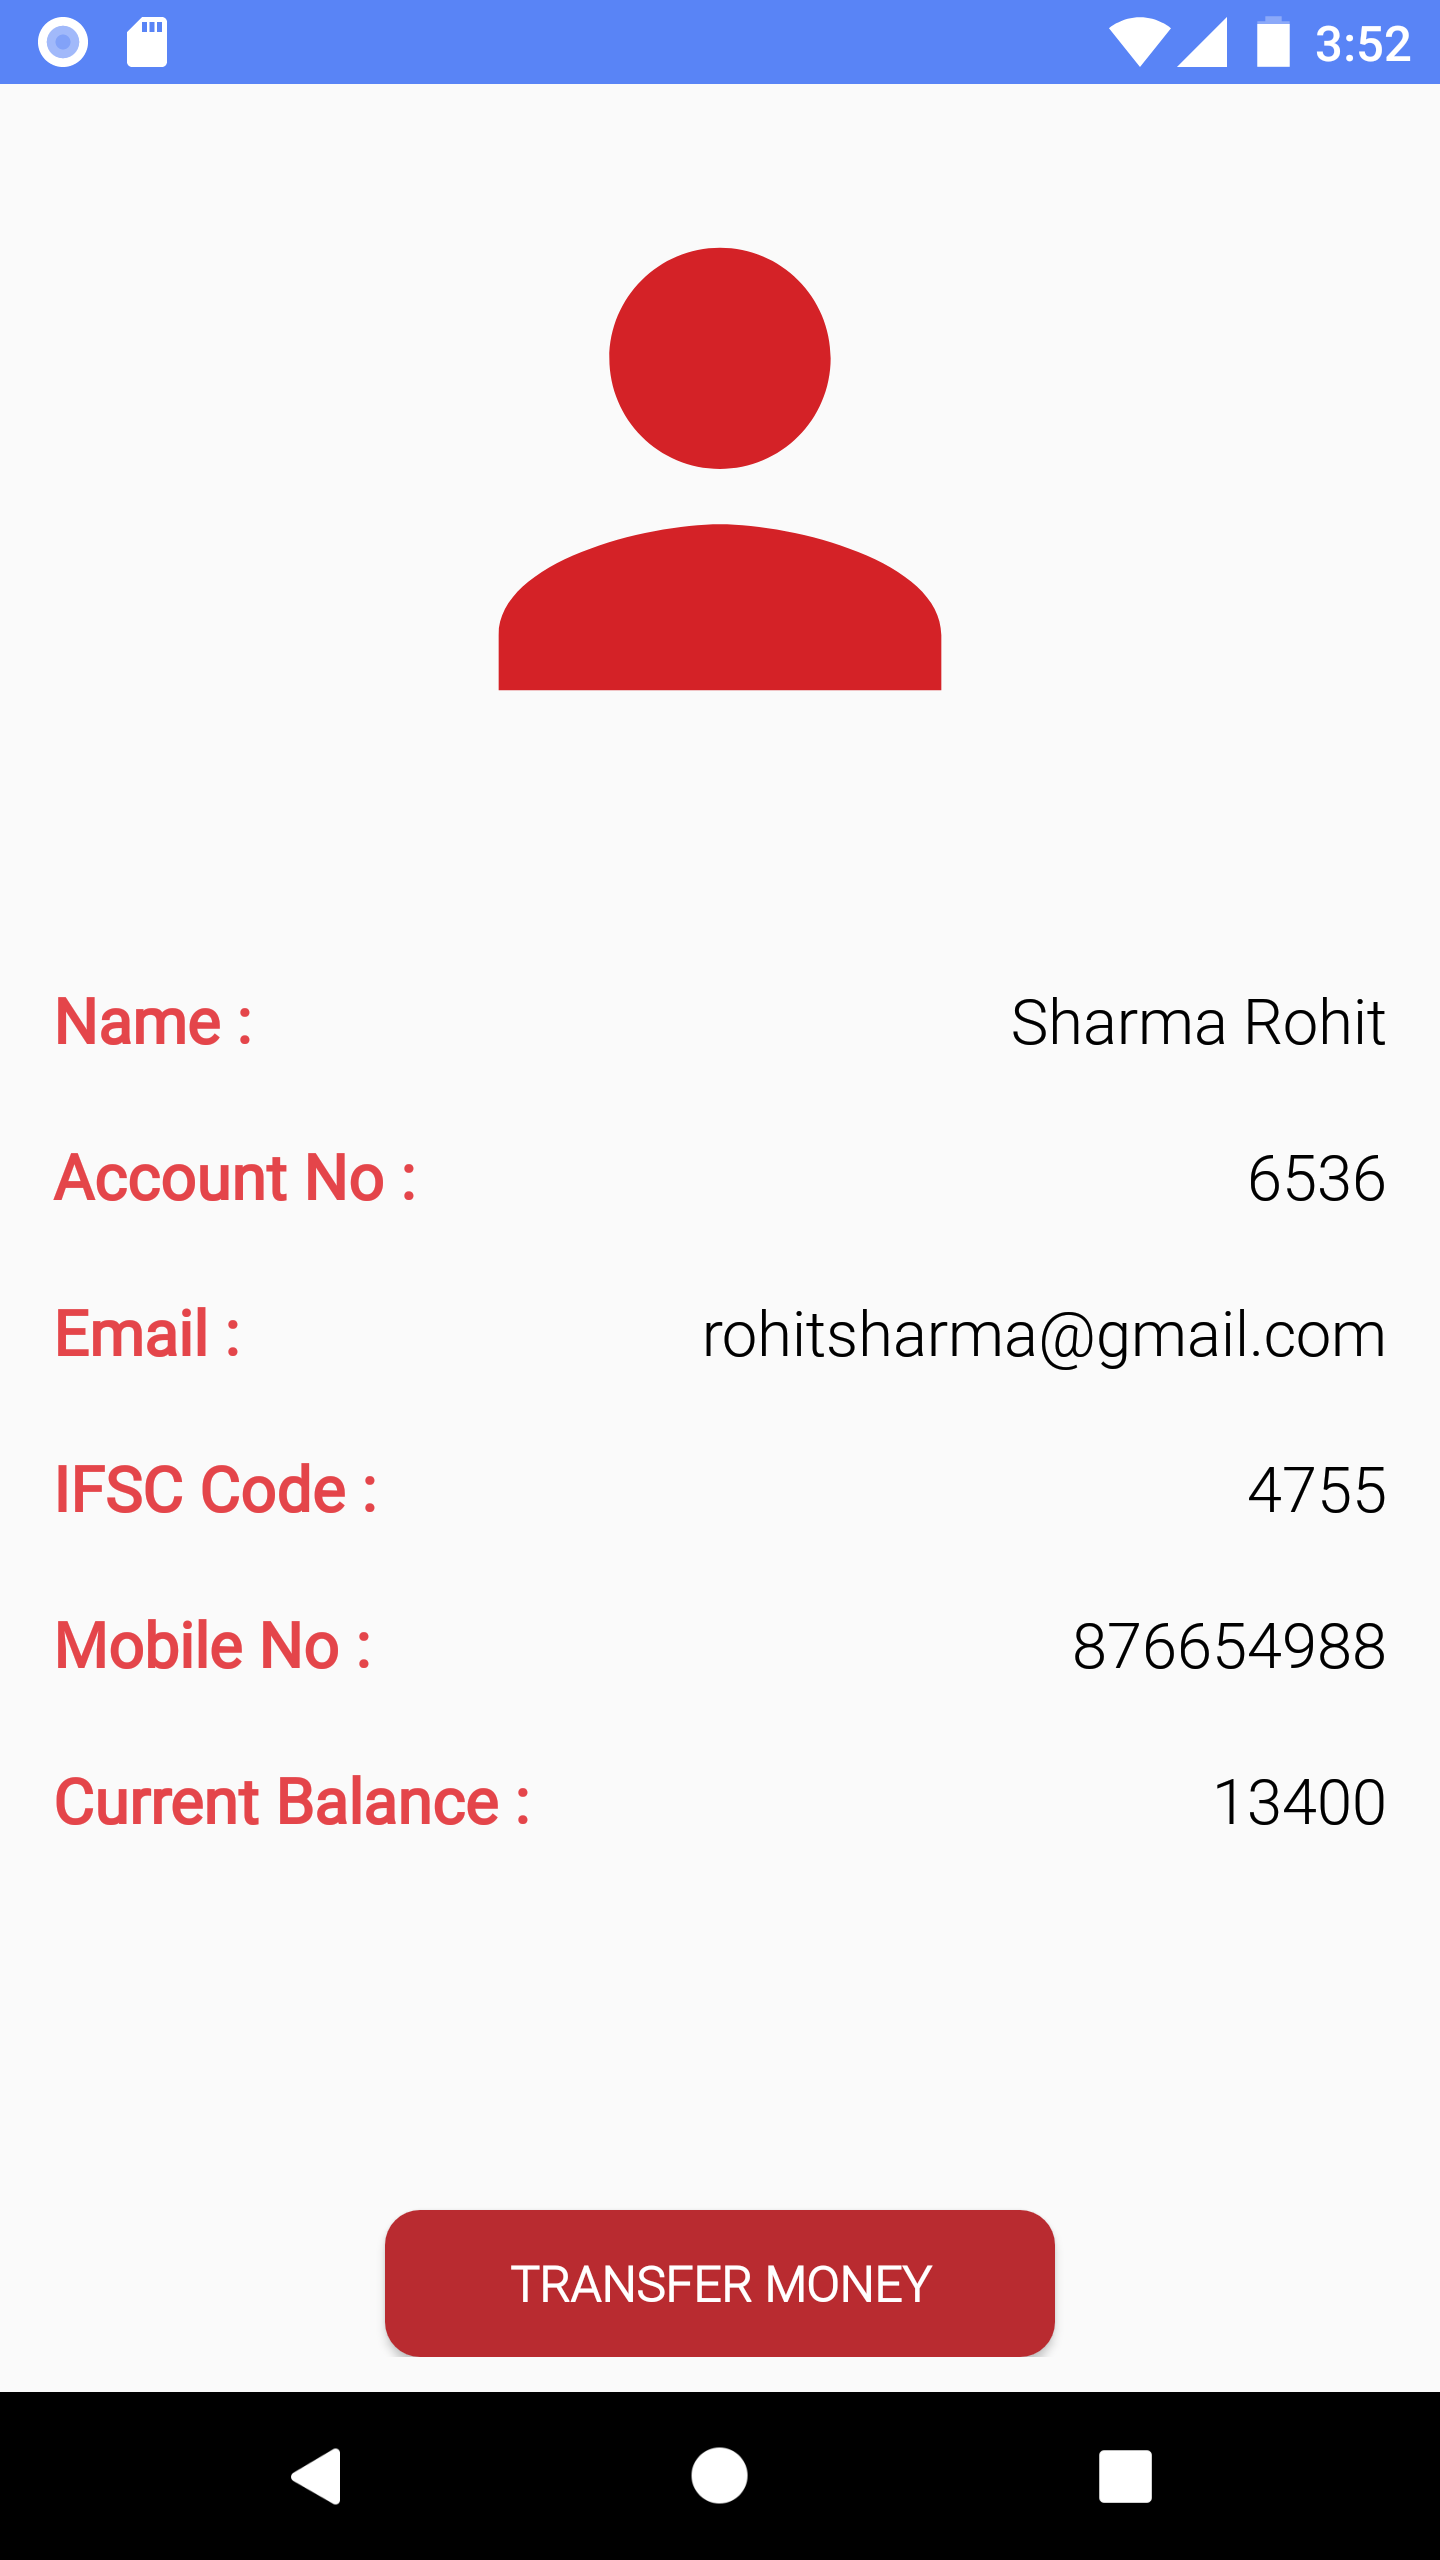 3:52
Name : Sharma Rohit
Account No : 6536
Email : rohitsharma@gmail.com
IFSC Code : 4755
Mobile No : 876654988
Current Balance : 13400
TRANSFER MONEY